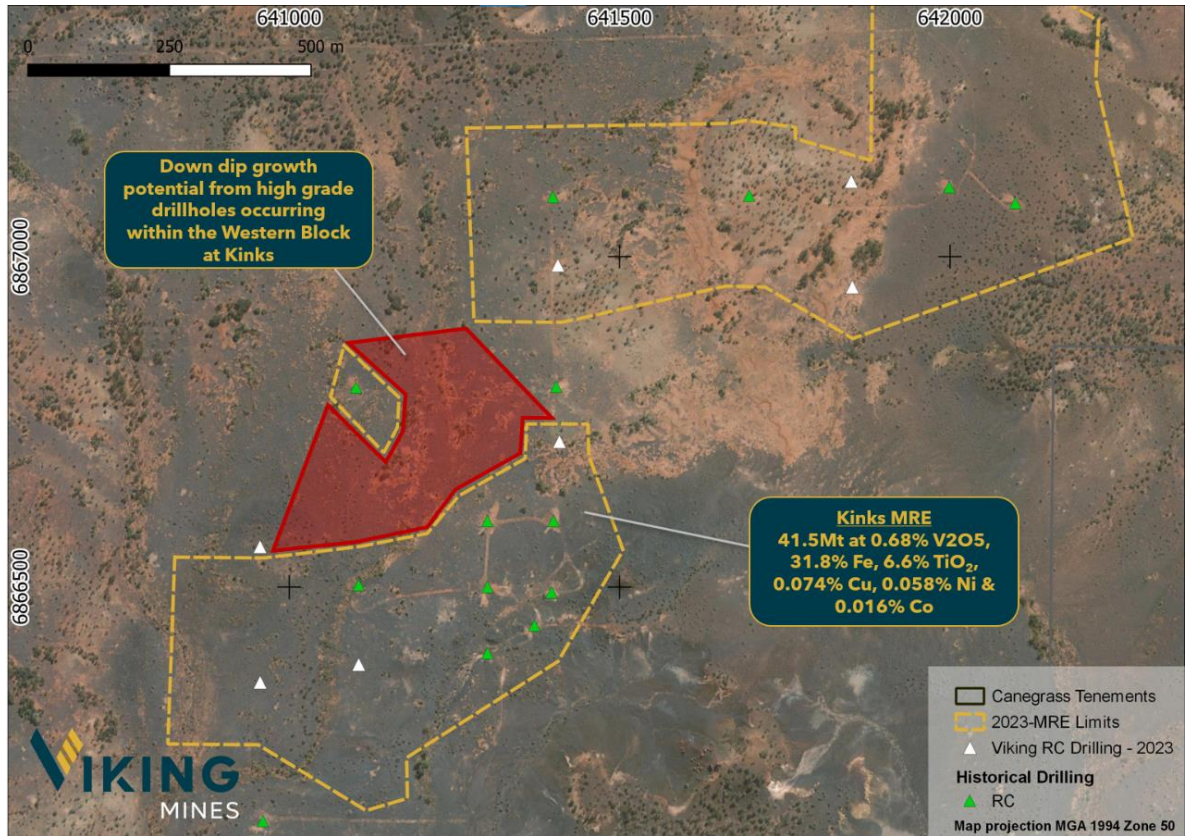 641000
641500
642000
0
250
500 m
Down dip growth
potential from high grade
drillholes occurring
within the Western Block
at Kinks
6867000
Kinks MRE
41.5Mt at 0.68% V2O5,
31.8% Fe, 6.6% TiO₂,
0.074% Cu, 0.058% Ni &
0.016% Co
6866500
Canegrass Tenements
2023-MRE Limits
Viking RC Drilling - 2023
Historical Drilling
RC
Map projection MGA 1994 Zone 50
VIKING
MINES